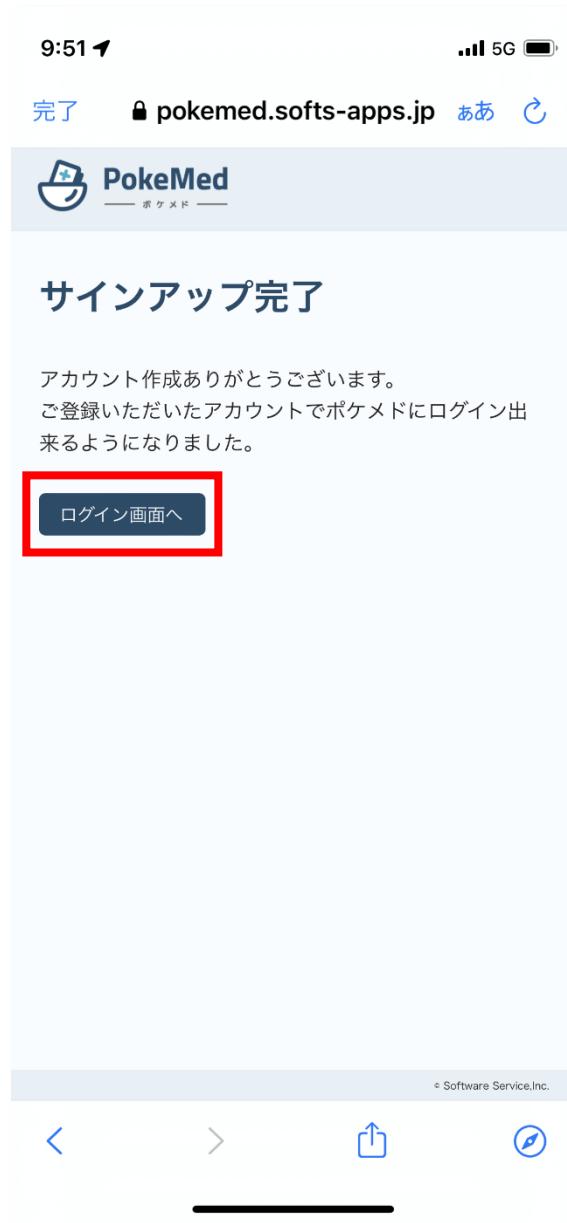 9:51
5G
完了
pokemed.softs-apps.jp
ぁあ
PokeMed
ポケメド
サインアップ完了
アカウント作成ありがとうございます。
ご登録いただいたアカウントでポケメドにログイン出
来るようになりました。
ログイン画面へ
© Software Service,Inc.